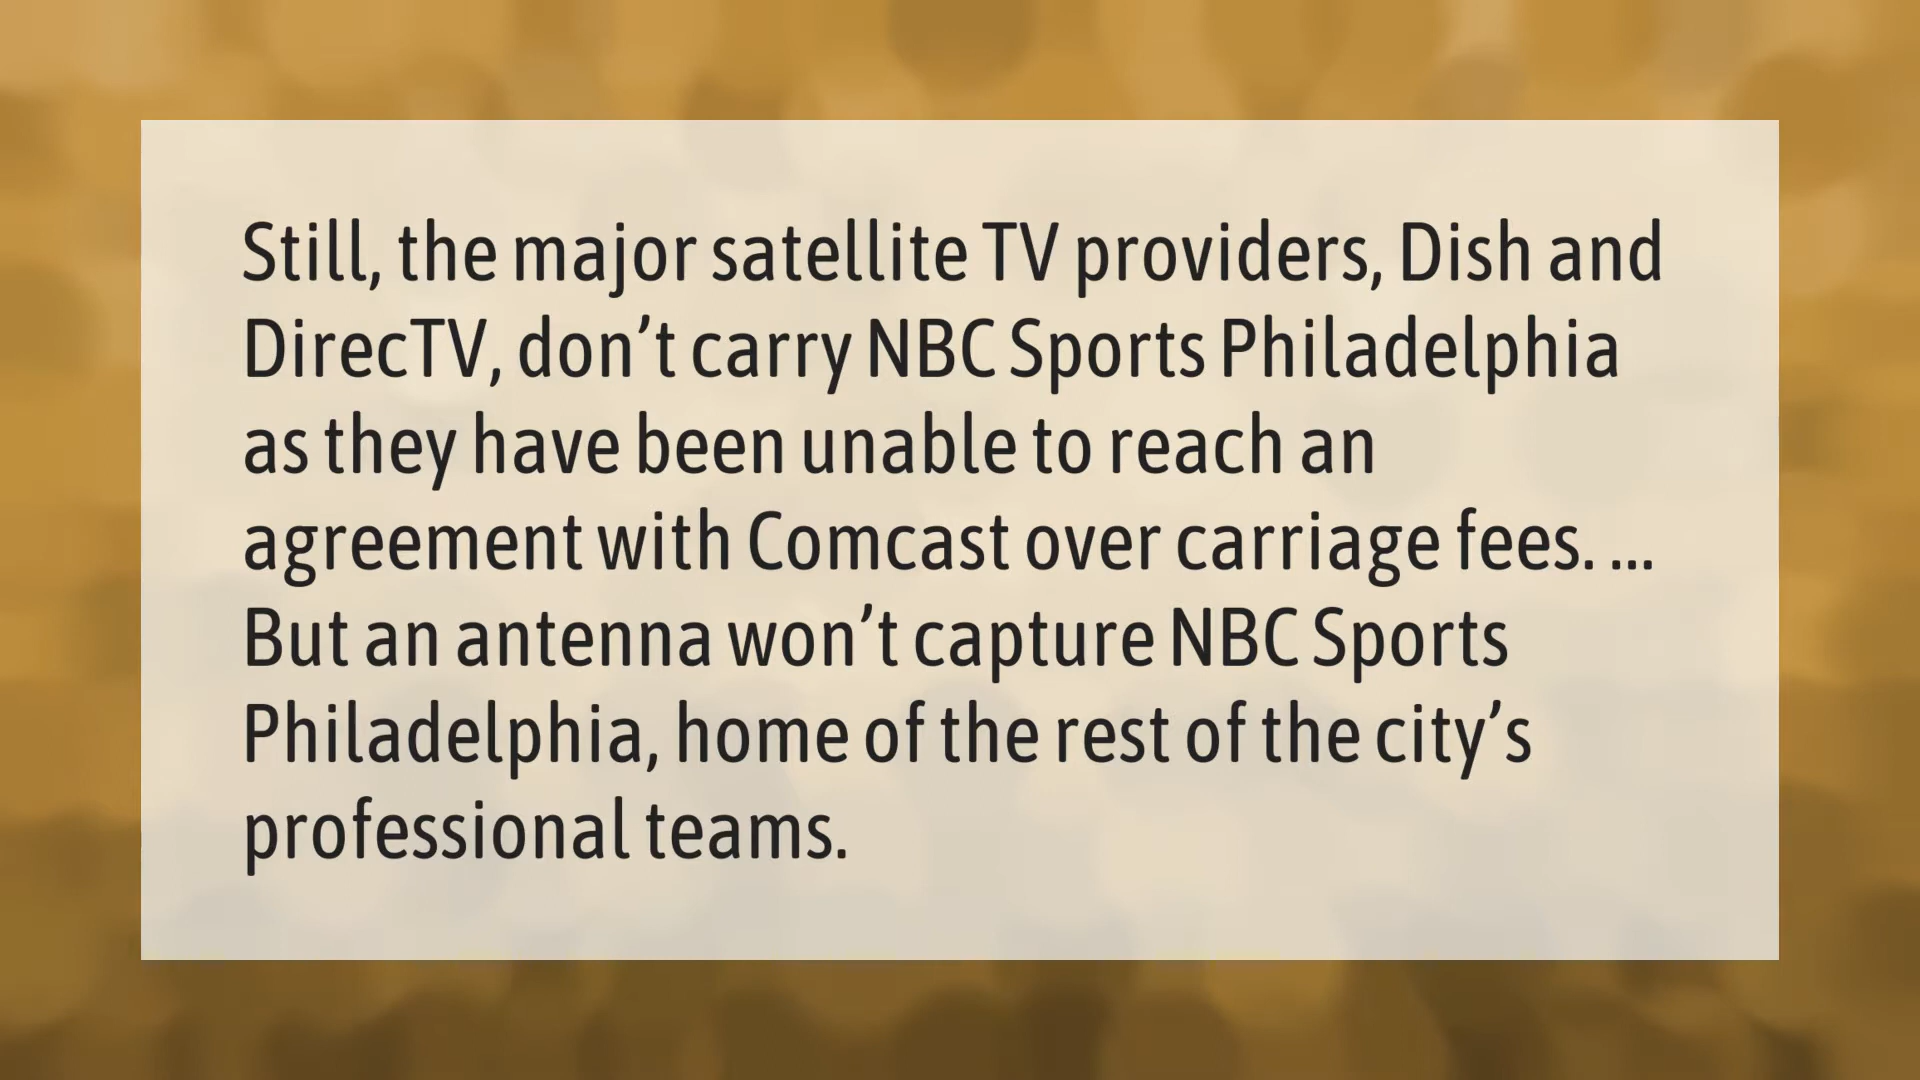 Still, the major satellite TV providers, Dish and
DirecTV, don’t carry NBC Sports Philadelphia
as they have been unable to reach an
agreement with Comcast over carriage fees. ...
But an antenna won’t capture NBC Sports
Philadelphia, home of the rest of the city’s
professional teams.